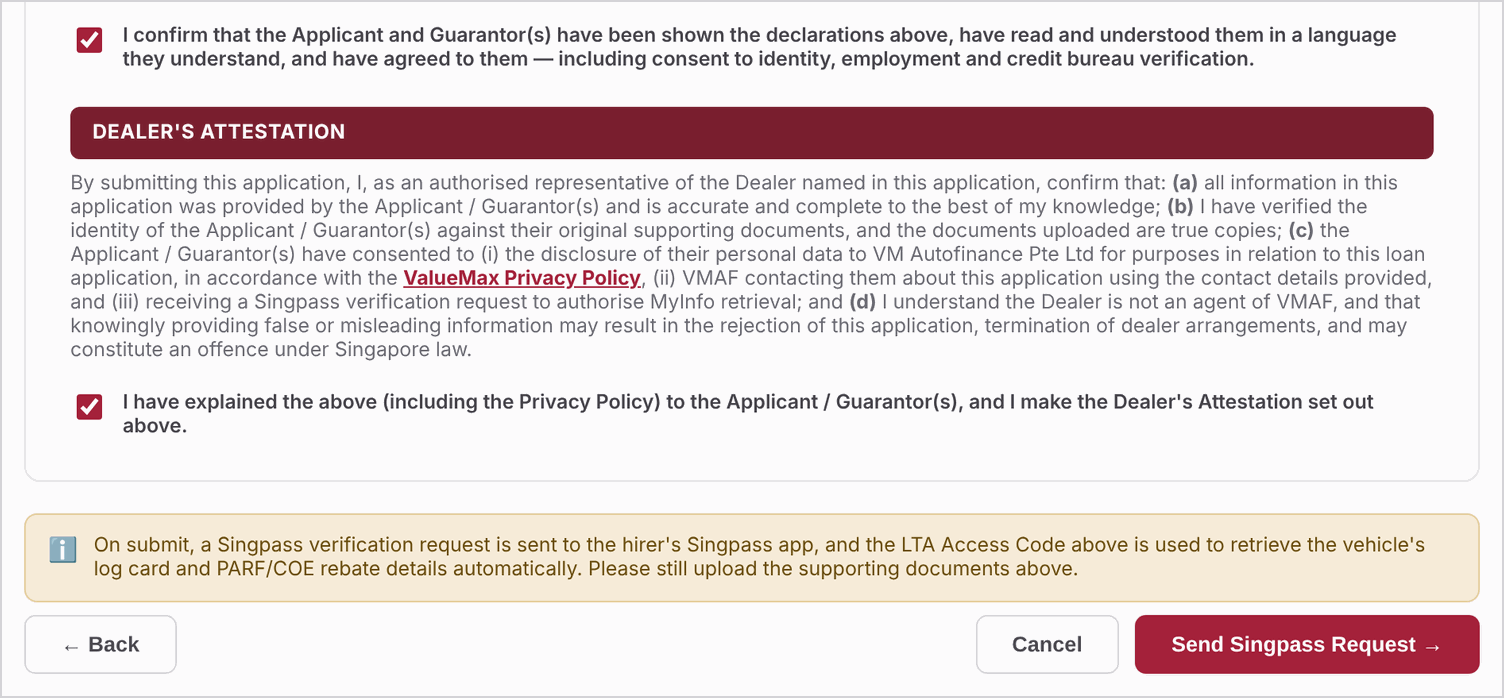 I confirm that the Applicant and Guarantor(s) have been shown the declarations above, have read and understood them in a language
they understand, and have agreed to them — including consent to identity, employment and credit bureau verification.
DEALER'S ATTESTATION
By submitting this application, I, as an authorised representative of the Dealer named in this application, confirm that: (a) all information in this
application was provided by the Applicant / Guarantor(s) and is accurate and complete to the best of my knowledge; (b) I have verified the
identity of the Applicant / Guarantor(s) against their original supporting documents, and the documents uploaded are true copies; (c) the
Applicant / Guarantor(s) have consented to (i) the disclosure of their personal data to VM Autofinance Pte Ltd for purposes in relation to this loan
application, in accordance with the ValueMax Privacy Policy, (ii) VMAF contacting them about this application using the contact details provided,
and (iii) receiving a Singpass verification request to authorise MyInfo retrieval; and (d) I understand the Dealer is not an agent of VMAF, and that
knowingly providing false or misleading information may result in the rejection of this application, termination of dealer arrangements, and may
constitute an offence under Singapore law.
I have explained the above (including the Privacy Policy) to the Applicant / Guarantor(s), and I make the Dealer's Attestation set out
above.
On submit, a Singpass verification request is sent to the hirer's Singpass app, and the LTA Access Code above is used to retrieve the vehicle's
log card and PARF/COE rebate details automatically. Please still upload the supporting documents above.
← Back
Cancel
Send Singpass Request →